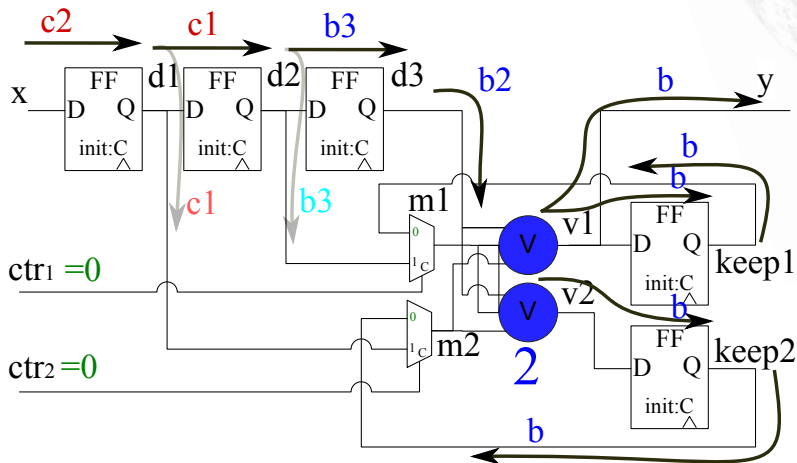 c2 c1 b3
x D FF Q init:C d1 D FF Q init:C d2 D FF Q init:C d3
b2 b y
c1 b3
b
b
m1 v1 FF
0 1 C V D Q keep1
init:C
ctr1 =0
v2 b
0 1 C m2 V FF
2 D Q keep2
init:C
ctr2 =0
b